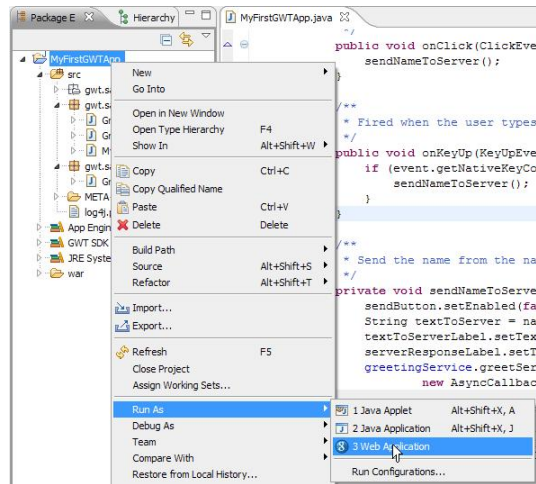 Package E
Hierarchy
MyFirstGWTApp.java
MyFirstGWTApp
src
gwt.sa
gwt.sa
G
G
M
gwt.sa
G
META
log4j.p
App Engin
GWT SDK
JRE Syste
war
New
Go Into
Open in New Window
Open Type Hierarchy F4
Show In Alt+Shift+W
Copy Ctrl+C
Copy Qualified Name
Paste Ctrl+V
Delete Delete
Build Path
Source Alt+Shift+S
Refactor Alt+Shift+T
Import...
Export...
Refresh F5
Close Project
Assign Working Sets...
Run As
Debug As
Team
Compare With
Restore from Local History...
1 Java Applet Alt+Shift+X, A
2 Java Application Alt+Shift+X, J
3 Web Application
Run Configurations...
*/
public void onClick(ClickEve
sendNameToServer();
}
/**
* Fired when the user types
*/
public void onKeyUp(KeyUpEve
if (event.getNativeKeyCo
sendNameToServer();
}
}
/**
* Send the name from the na
*/
private void sendNameToServe
sendButton.setEnabled(fa
String textToServer = na
textToServerLabel.setTex
serverResponseLabel.setT
greetingService.greetSer
new AsyncCallbac